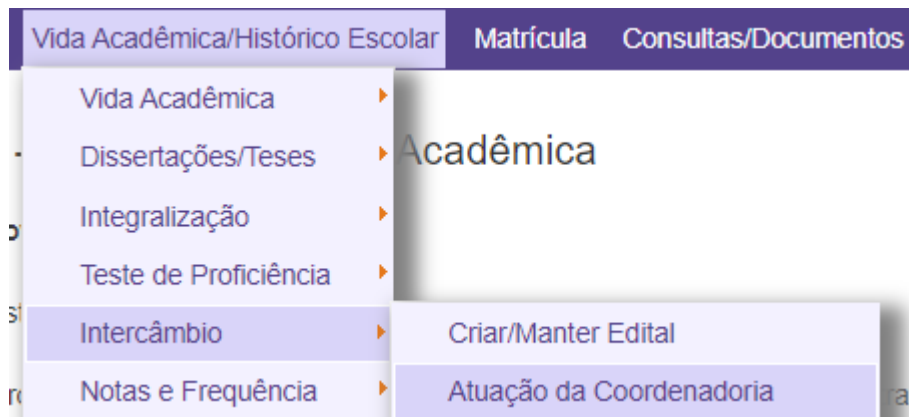 Vida Acadêmica/Histórico Escolar Matrícula Consultas/Documentos
Vida Acadêmica
Acadêmica
Dissertações/Teses
Integralização
Teste de Proficiência
Intercâmbio
Criar/Manter Edital
Notas e Frequência
Atuação da Coordenadoria